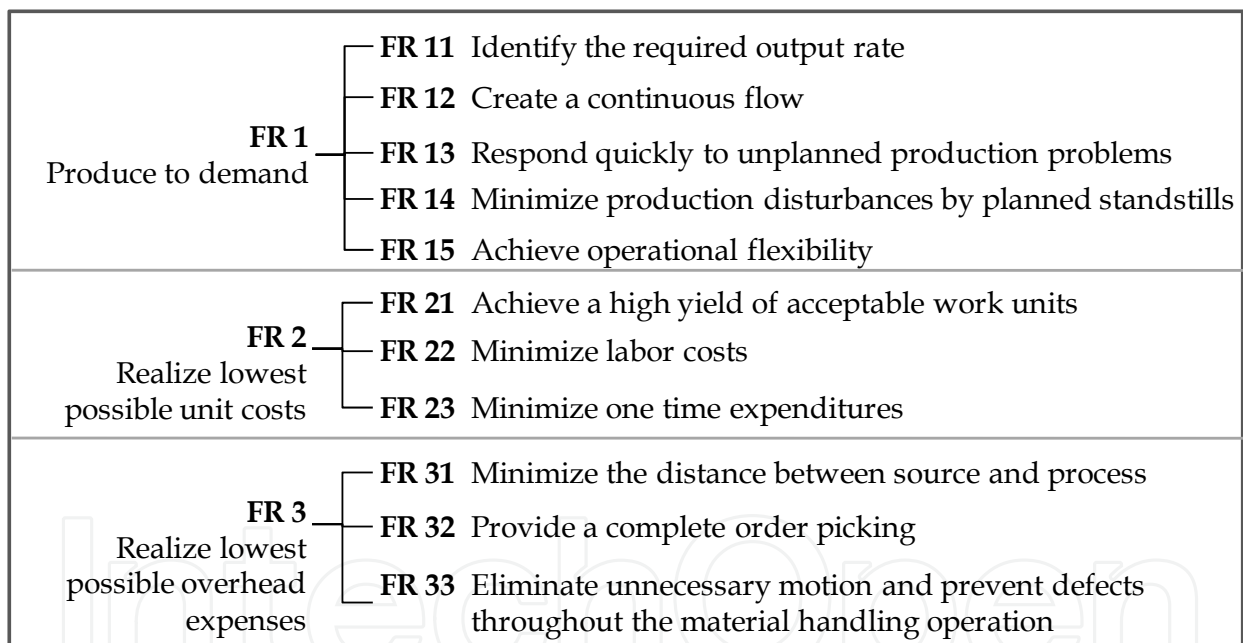 FR 11 Identify the required output rate
FR 12 Create a continuous flow
FR 1
Produce to demand
FR 13 Respond quickly to unplanned production problems
FR 14 Minimize production disturbances by planned standstills
FR 15 Achieve operational flexibility
FR 21 Achieve a high yield of acceptable work units
FR 2
Realize lowest
possible unit costs
FR 22 Minimize labor costs
FR 23 Minimize one time expenditures
FR 31 Minimize the distance between source and process
FR 3
Realize lowest
possible overhead
expenses
FR 32 Provide a complete order picking
FR 33 Eliminate unnecessary motion and prevent defects
throughout the material handling operation
IntechOpen